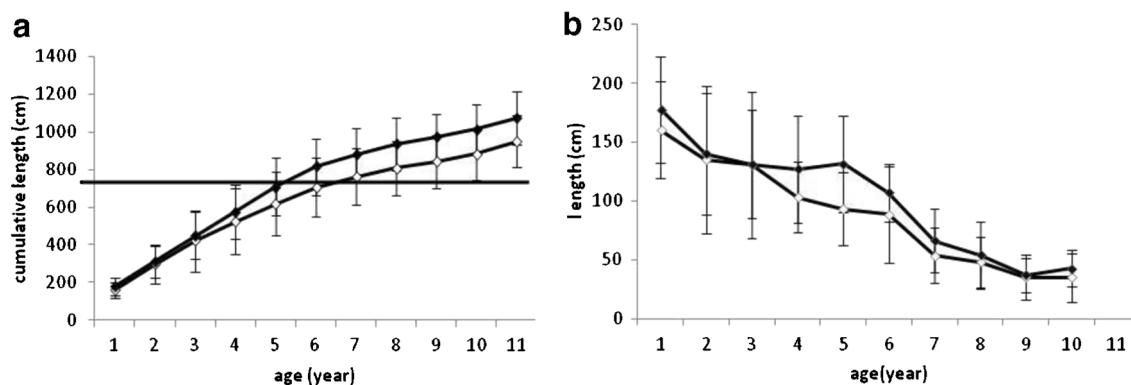 a
cumulative length (cm)
1400
1200
1000
800
600
400
200
0
1 2 3 4 5 6 7 8 9 10 11
age (year)
b
length (cm)
250
200
150
100
50
0
1 2 3 4 5 6 7 8 9 10 11
age(year)